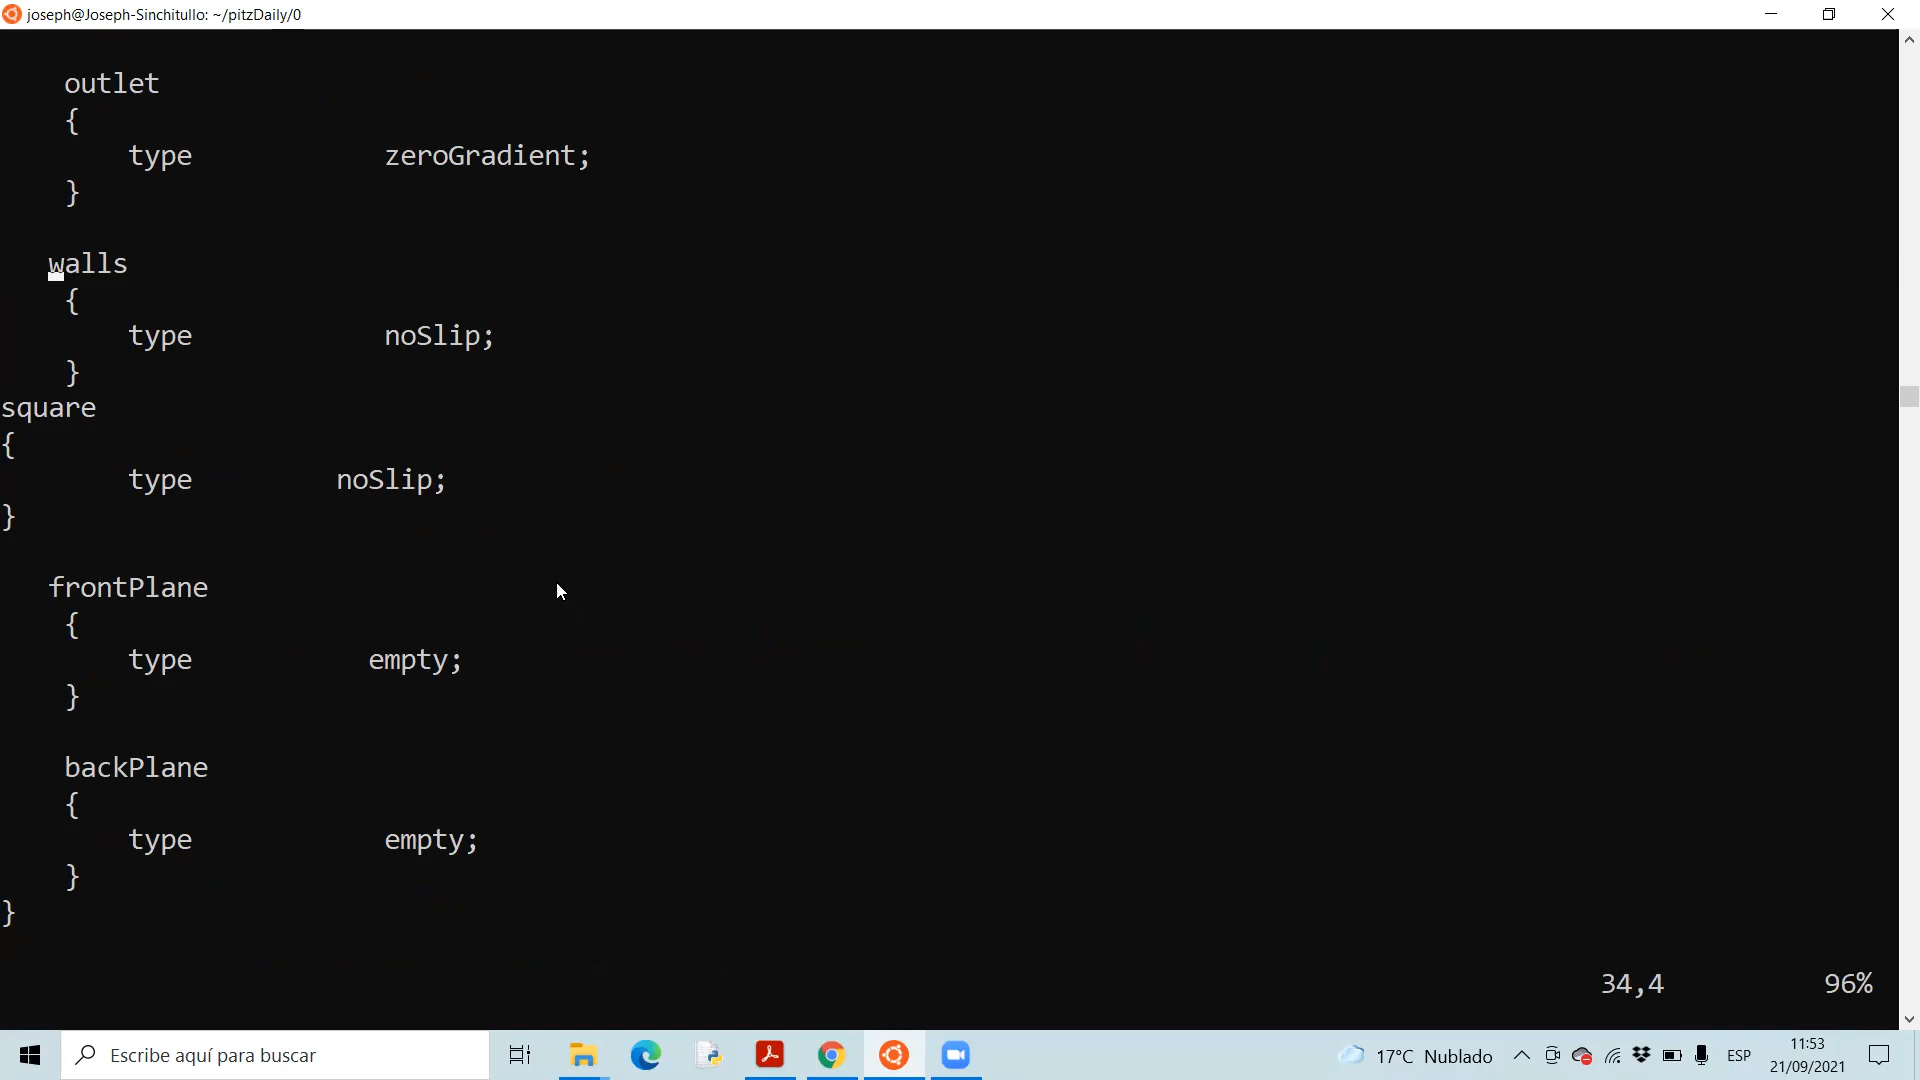 joseph@Joseph-Sinchitullo: ~/pitzDaily/0
outlet
{
type zeroGradient;
}
walls
{
type noSlip;
}
square
{
type noSlip;
}
frontPlane
{
type empty;
}
backPlane
{
type empty;
}
}
34,4 96%
Escribe aquí para buscar
17°C Nublado
ESP
11:53
21/09/2021